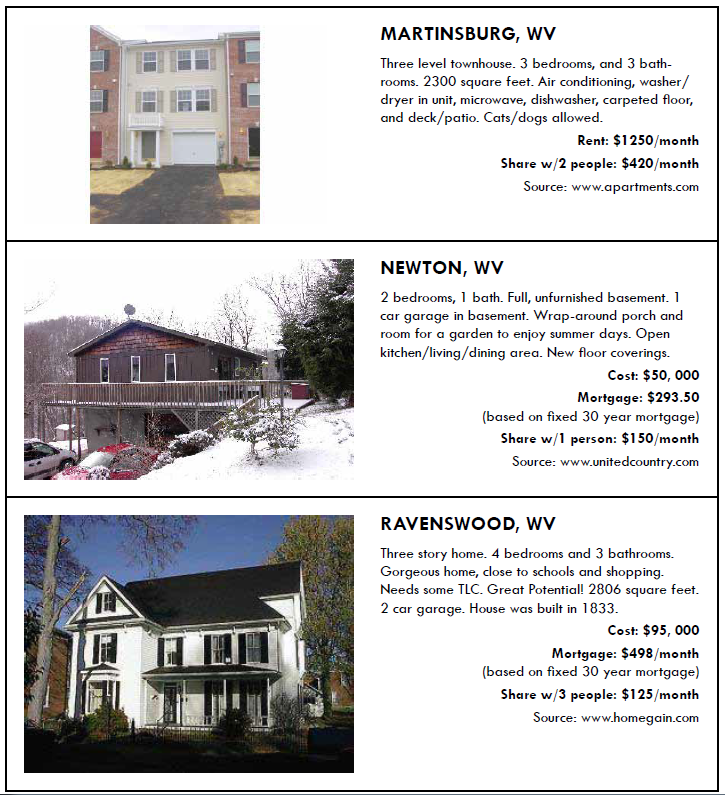 MARTINSBURG, WV
Three level townhouse. 3 bedrooms, and 3 bath-
rooms. 2300 square feet. Air conditioning, washer/
dryer in unit, microwave, dishwasher, carpeted floor,
and deck/patio. Cats/dogs allowed.
Rent: $1250/month
Share w/2 people: $420/month
Source: www.apartments.com
NEWTON, WV
2 bedrooms, 1 bath. Full, unfurnished basement. 1
car garage in basement. Wrap-around porch and
room for a garden to enjoy summer days. Open
kitchen/living/dining area. New floor coverings.
Cost: $50, 000
Mortgage: $293.50
(based on fixed 30 year mortgage)
Share w/1 person: $150/month
Source: www.unitedcountry.com
RAVENSWOOD, WV
Three story home. 4 bedrooms and 3 bathrooms.
Gorgeous home, close to schools and shopping.
Needs some TLC. Great Potential! 2806 square feet.
2 car garage. House was built in 1833.
Cost: $95, 000
Mortgage: $498/month
(based on fixed 30 year mortgage)
Share w/3 people: $125/month
Source: www.homegain.com